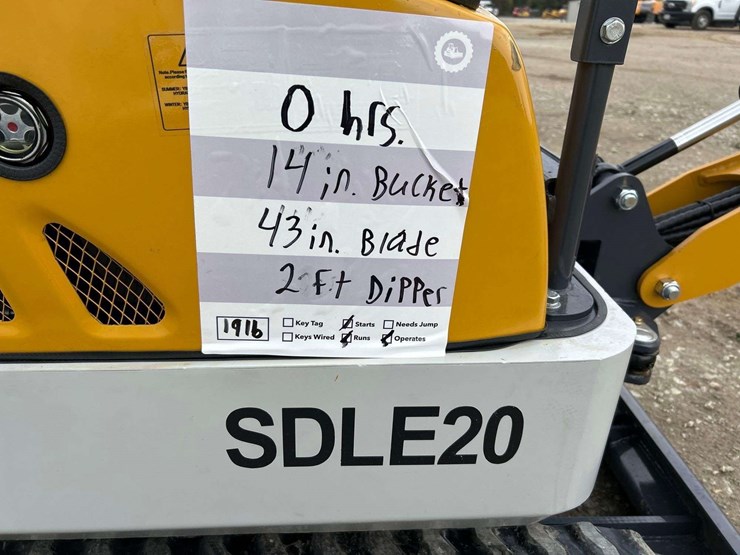 0 hrs.
14 in. Bucket
43 in. Blade
2 Ft Dipper
1916
Key Tag Starts Needs Jump
Keys Wired Runs Operates
SDLE20